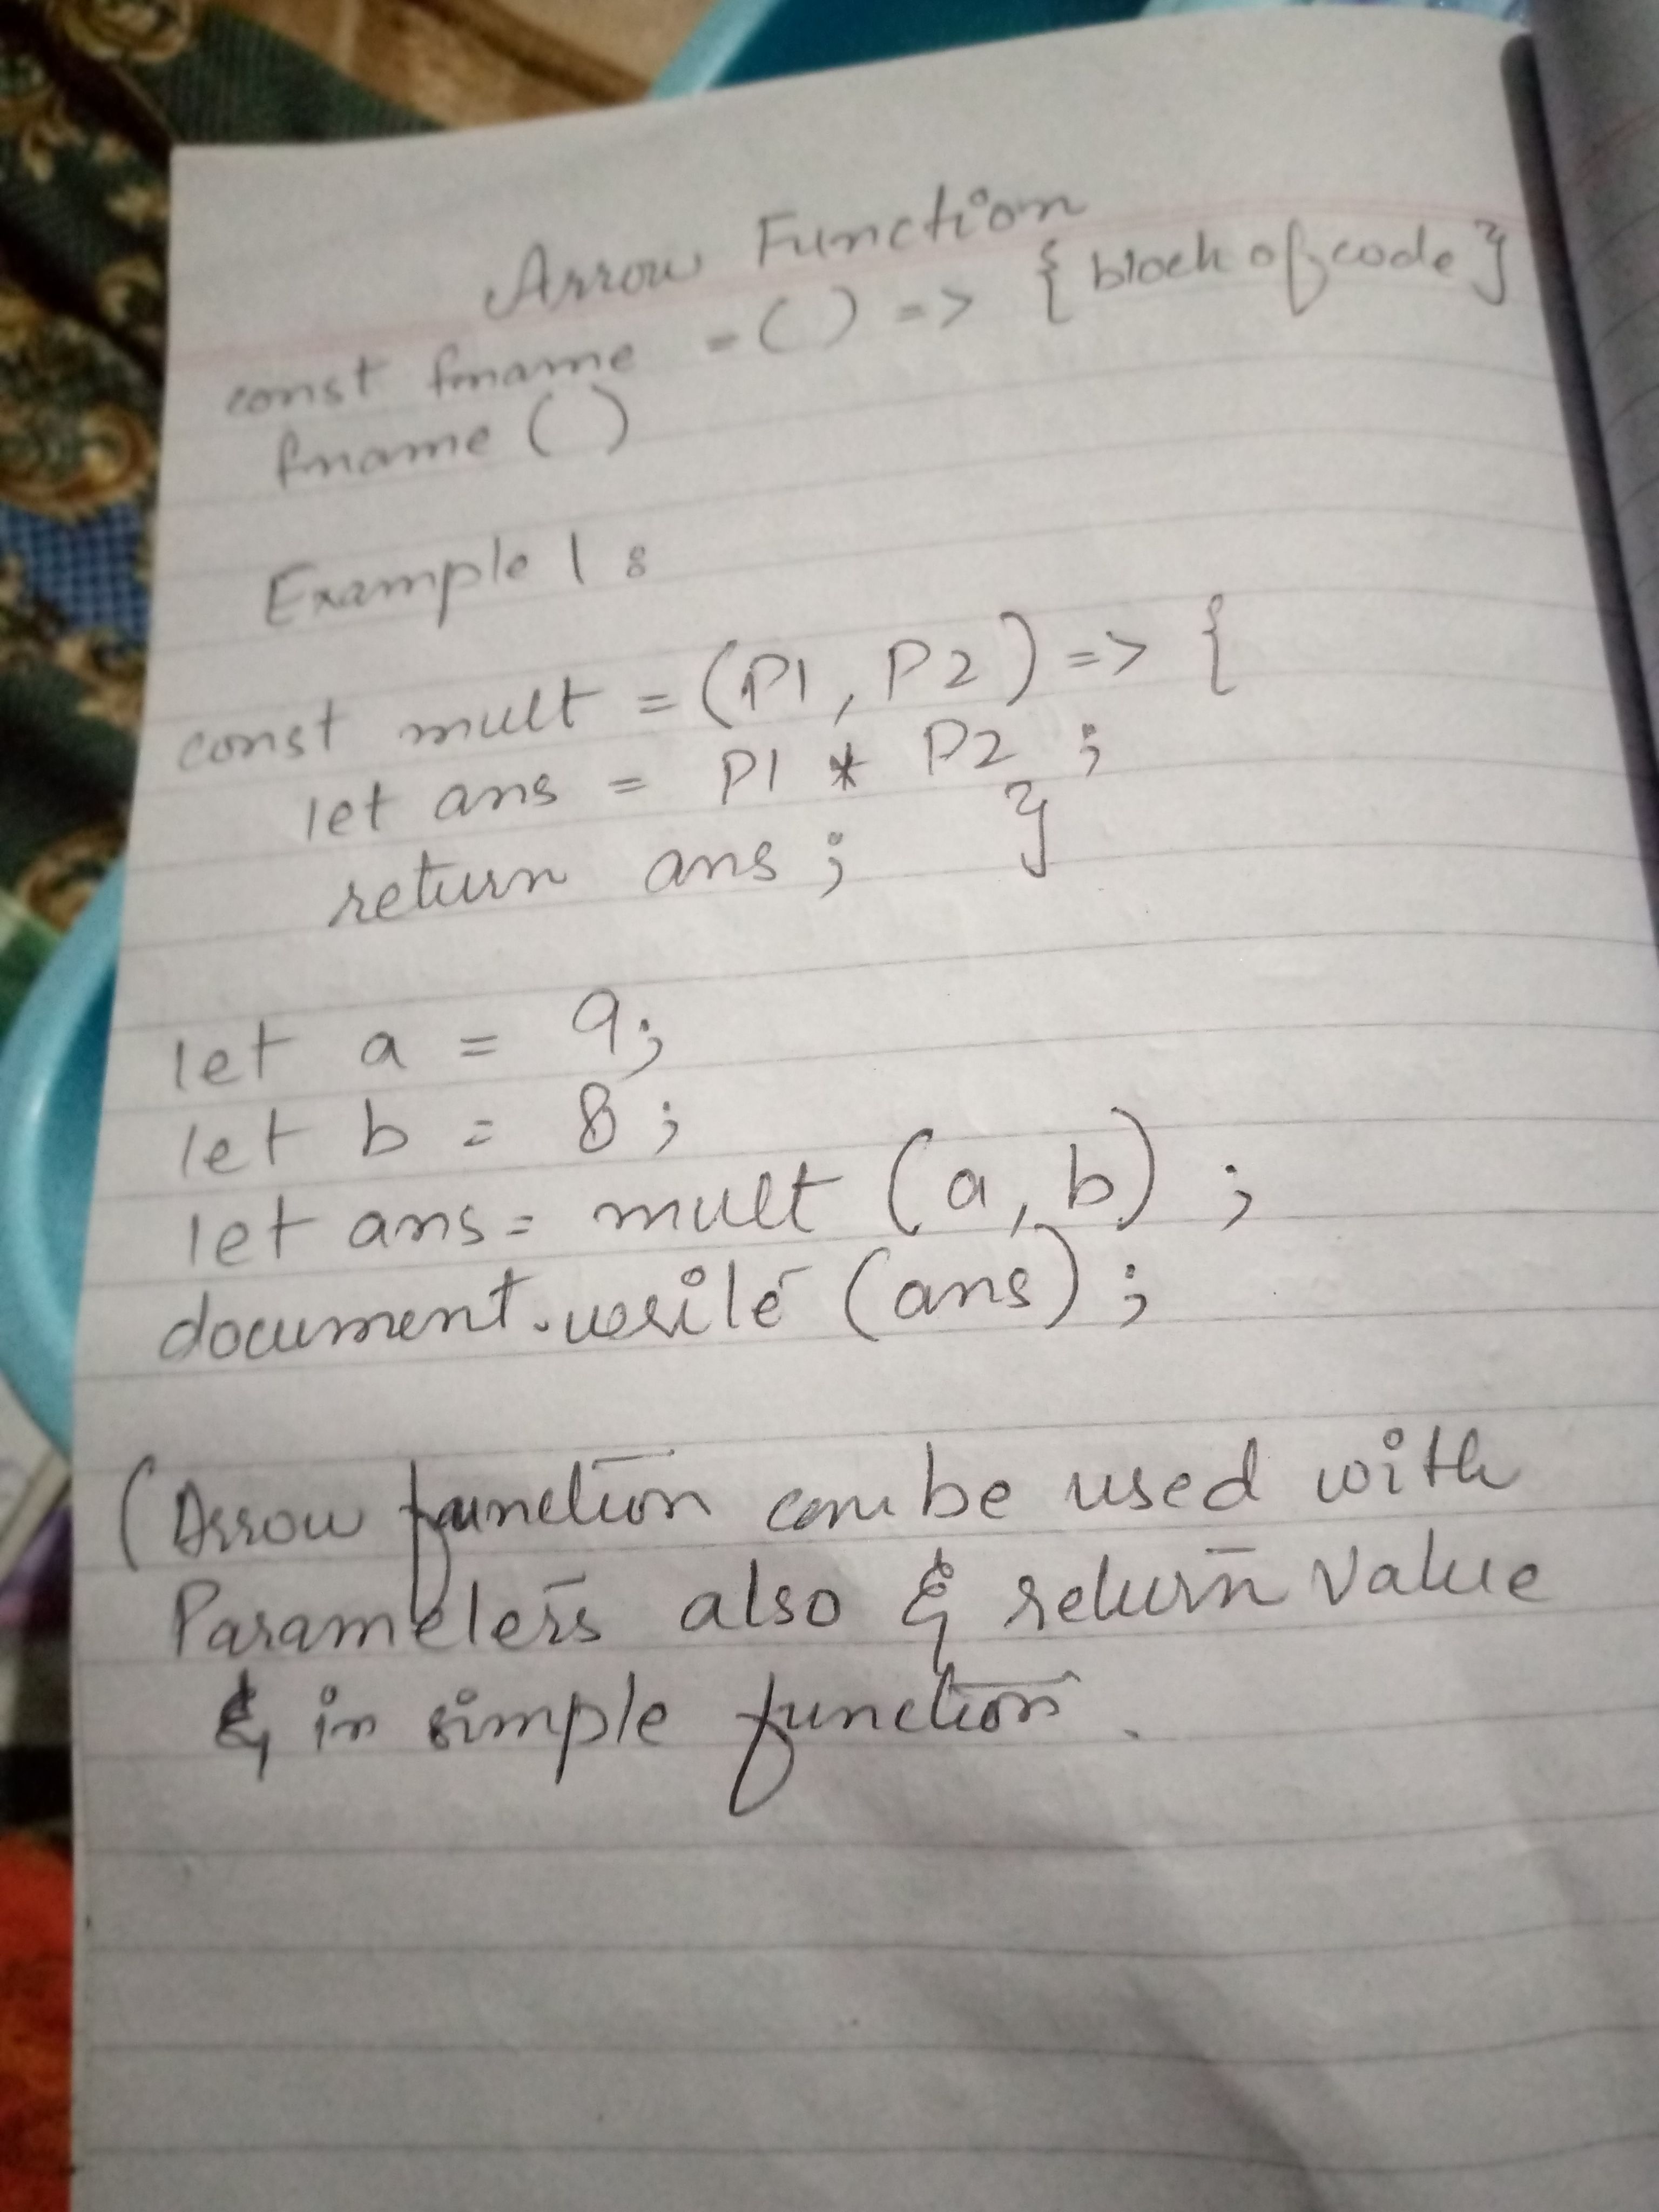 Arrow Function
const fname = ( ) => { block of code }
fname ( )
Example 1 :
const mult = (P1, P2) => {
let ans = P1 * P2 ;
return ans ; }
let a = 9;
let b = 8 ;
let ans = mult (a, b) ;
document.write (ans) ;
(Arrow function can be used with
Parameters also & return value
& in simple function .